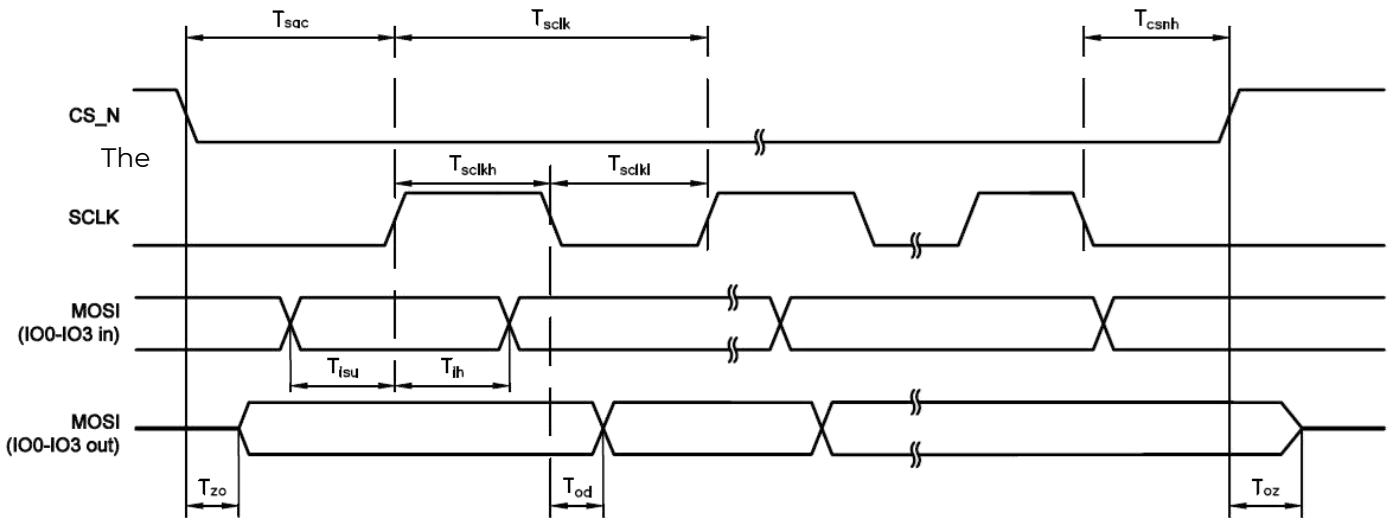 Tsac Tsclk Tcsnh
CS_N
The
Tsclkh Tsclkl
SCLK
MOSI
(IO0-IO3 in)
Tisu Tih
MOSI
(IO0-IO3 out)
Tzo Tod Toz